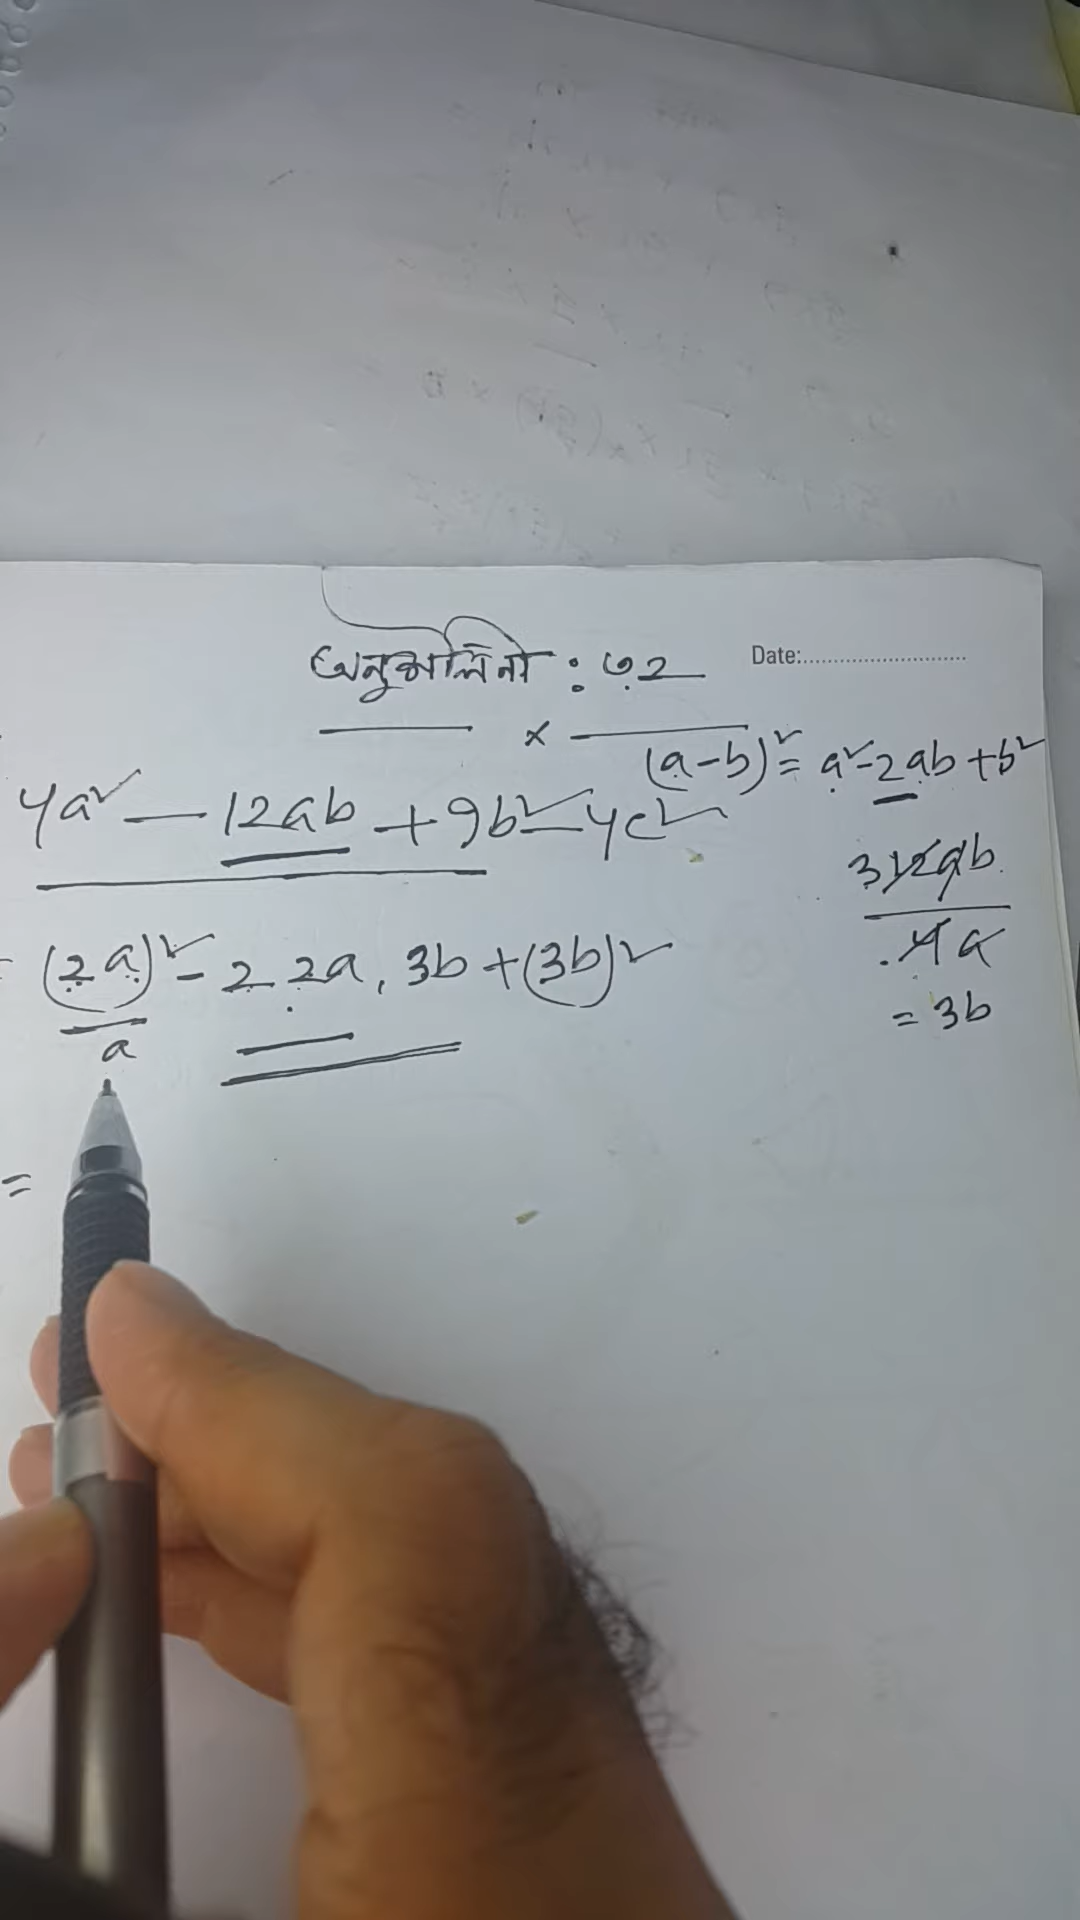 অনুশীলনী : ৩.2
Date:............................
x
(a-b)² = a²-2ab+b²
4a² - 12ab + 9b² - 4c²
3 12ab
4a
= 3b
= (2a)² - 2.2a.3b + (3b)²
a
=